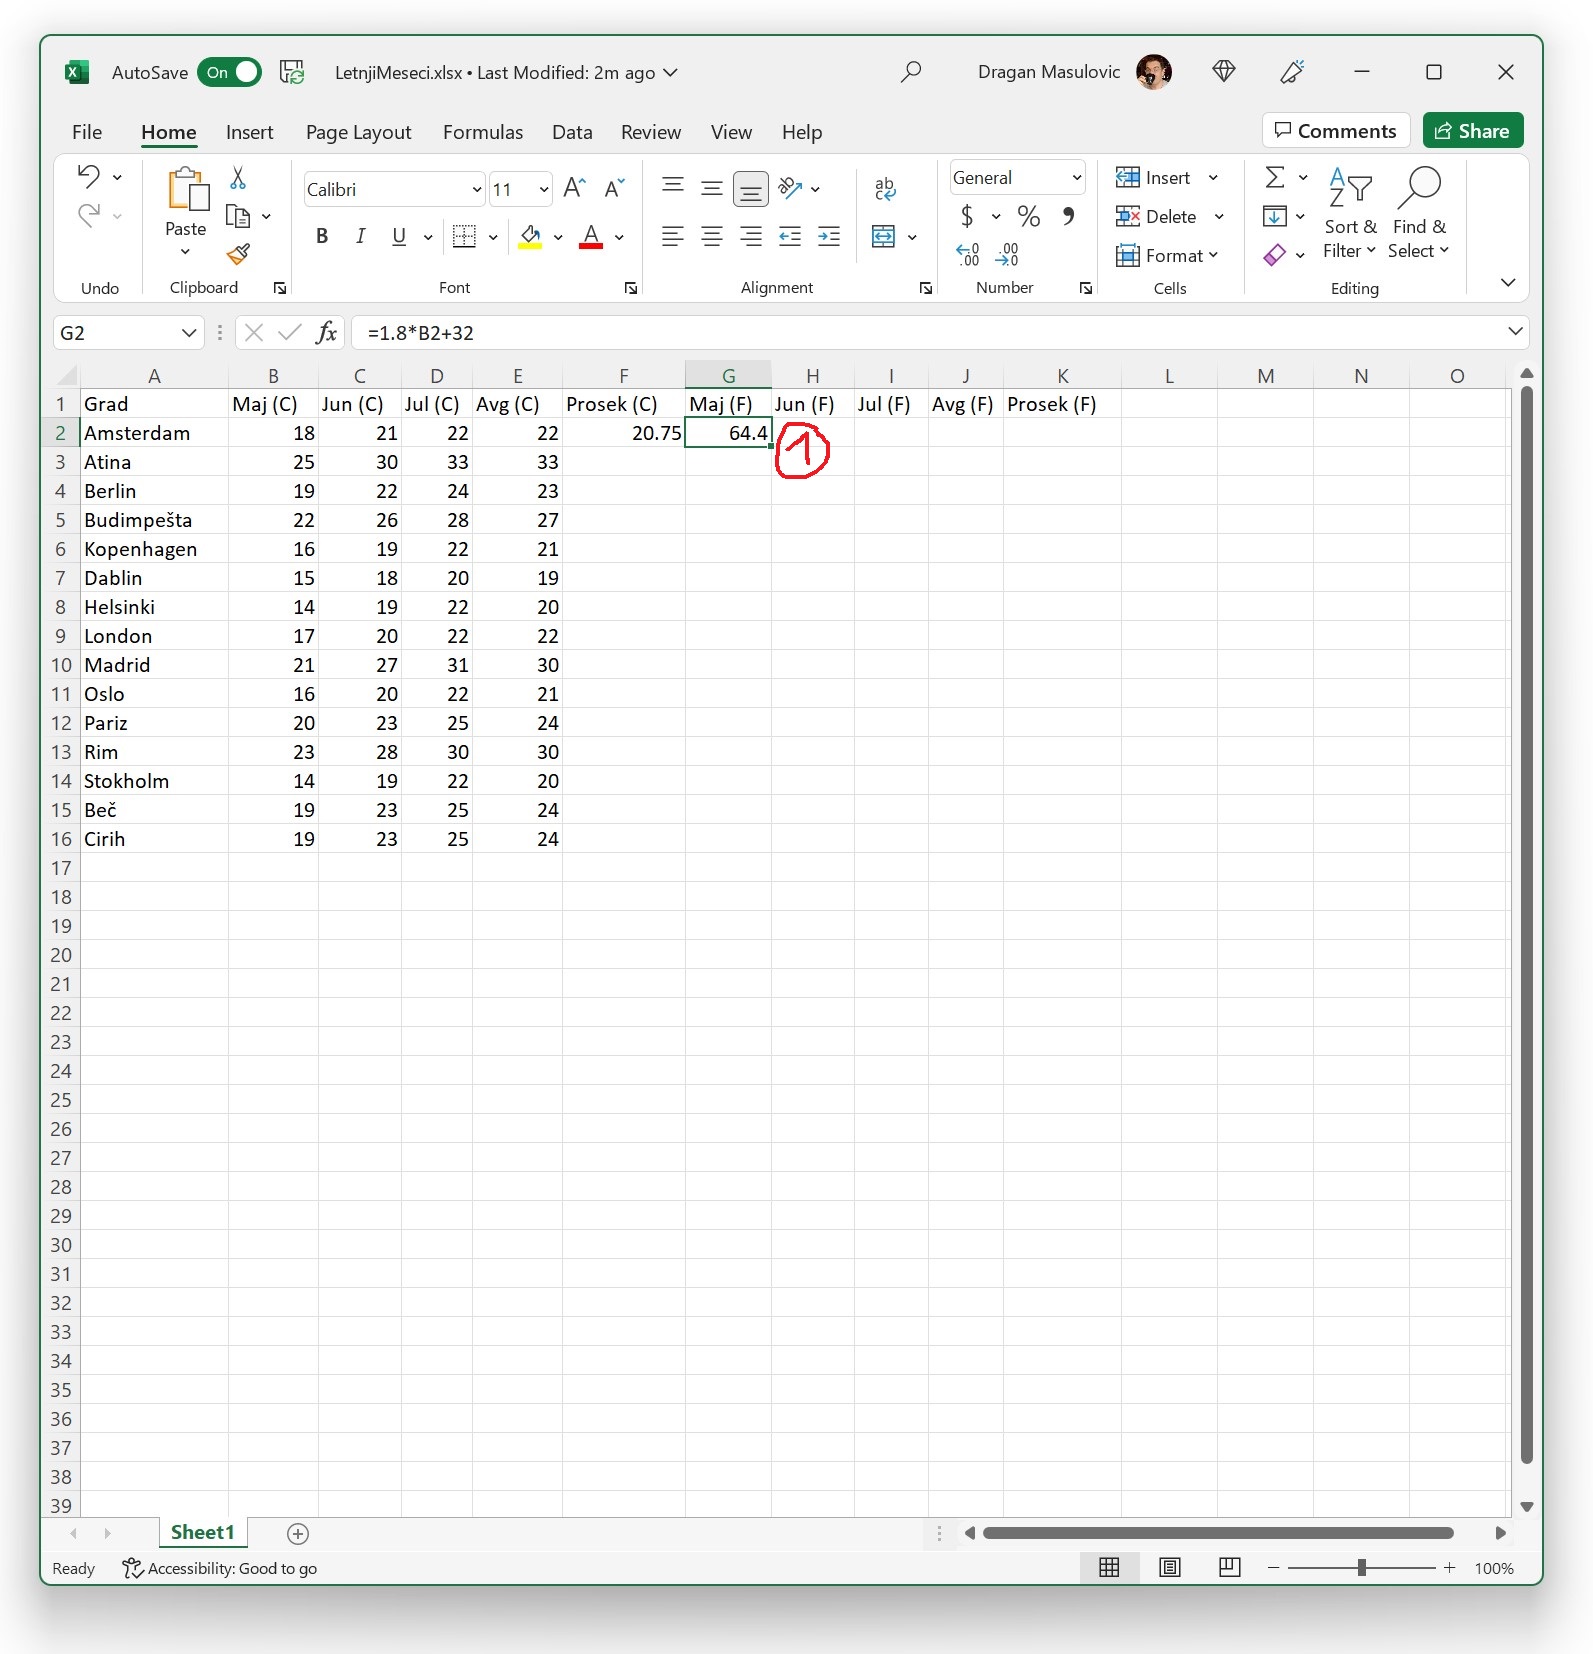 AutoSave On LetnjiMeseci.xlsx • Last Modified: 2m ago Dragan Masulovic
File Home Insert Page Layout Formulas Data Review View Help Comments Share
Calibri 11 ab General Insert
Paste $ % Delete Sort & Find &
B I U A .00 .00 Format Filter Select
Undo Clipboard Font Alignment Number Cells Editing
G2 fx =1.8*B2+32
A B C D E F G H I J K L M N O
1 Grad Maj (C) Jun (C) Jul (C) Avg (C) Prosek (C) Maj (F) Jun (F) Jul (F) Avg (F) Prosek (F)
2 Amsterdam 18 21 22 22 20.75 64.4 1
3 Atina 25 30 33 33
4 Berlin 19 22 24 23
5 Budimpešta 22 26 28 27
6 Kopenhagen 16 19 22 21
7 Dablin 15 18 20 19
8 Helsinki 14 19 22 20
9 London 17 20 22 22
10 Madrid 21 27 31 30
11 Oslo 16 20 22 21
12 Pariz 20 23 25 24
13 Rim 23 28 30 30
14 Stokholm 14 19 22 20
15 Beč 19 23 25 24
16 Cirih 19 23 25 24
17
18
19
20
21
22
23
24
25
26
27
28
29
30
31
32
33
34
35
36
37
38
39
Sheet1
Ready Accessibility: Good to go 100%